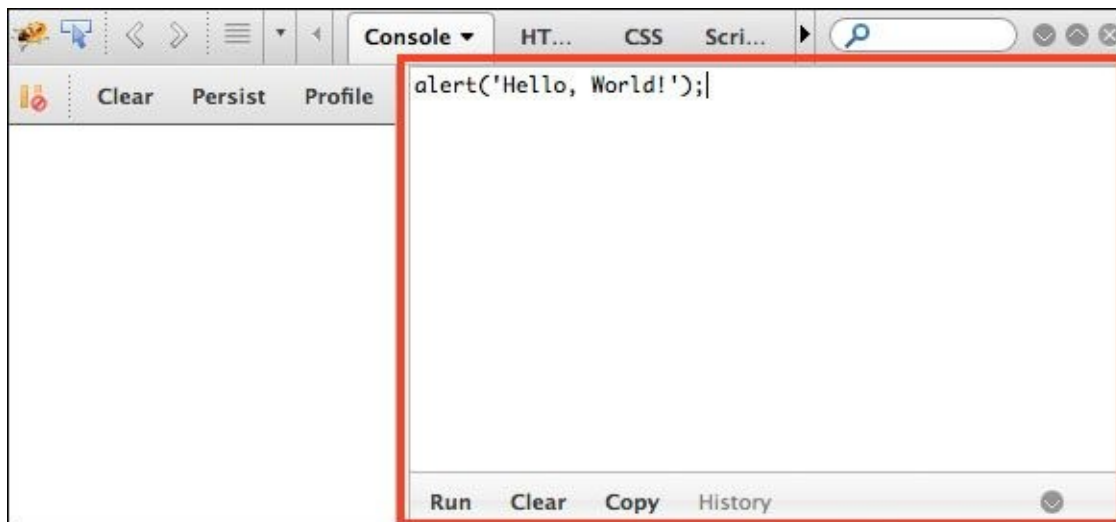 Console HT... CSS Scri...
Clear Persist Profile
alert('Hello, World!');
Run Clear Copy History